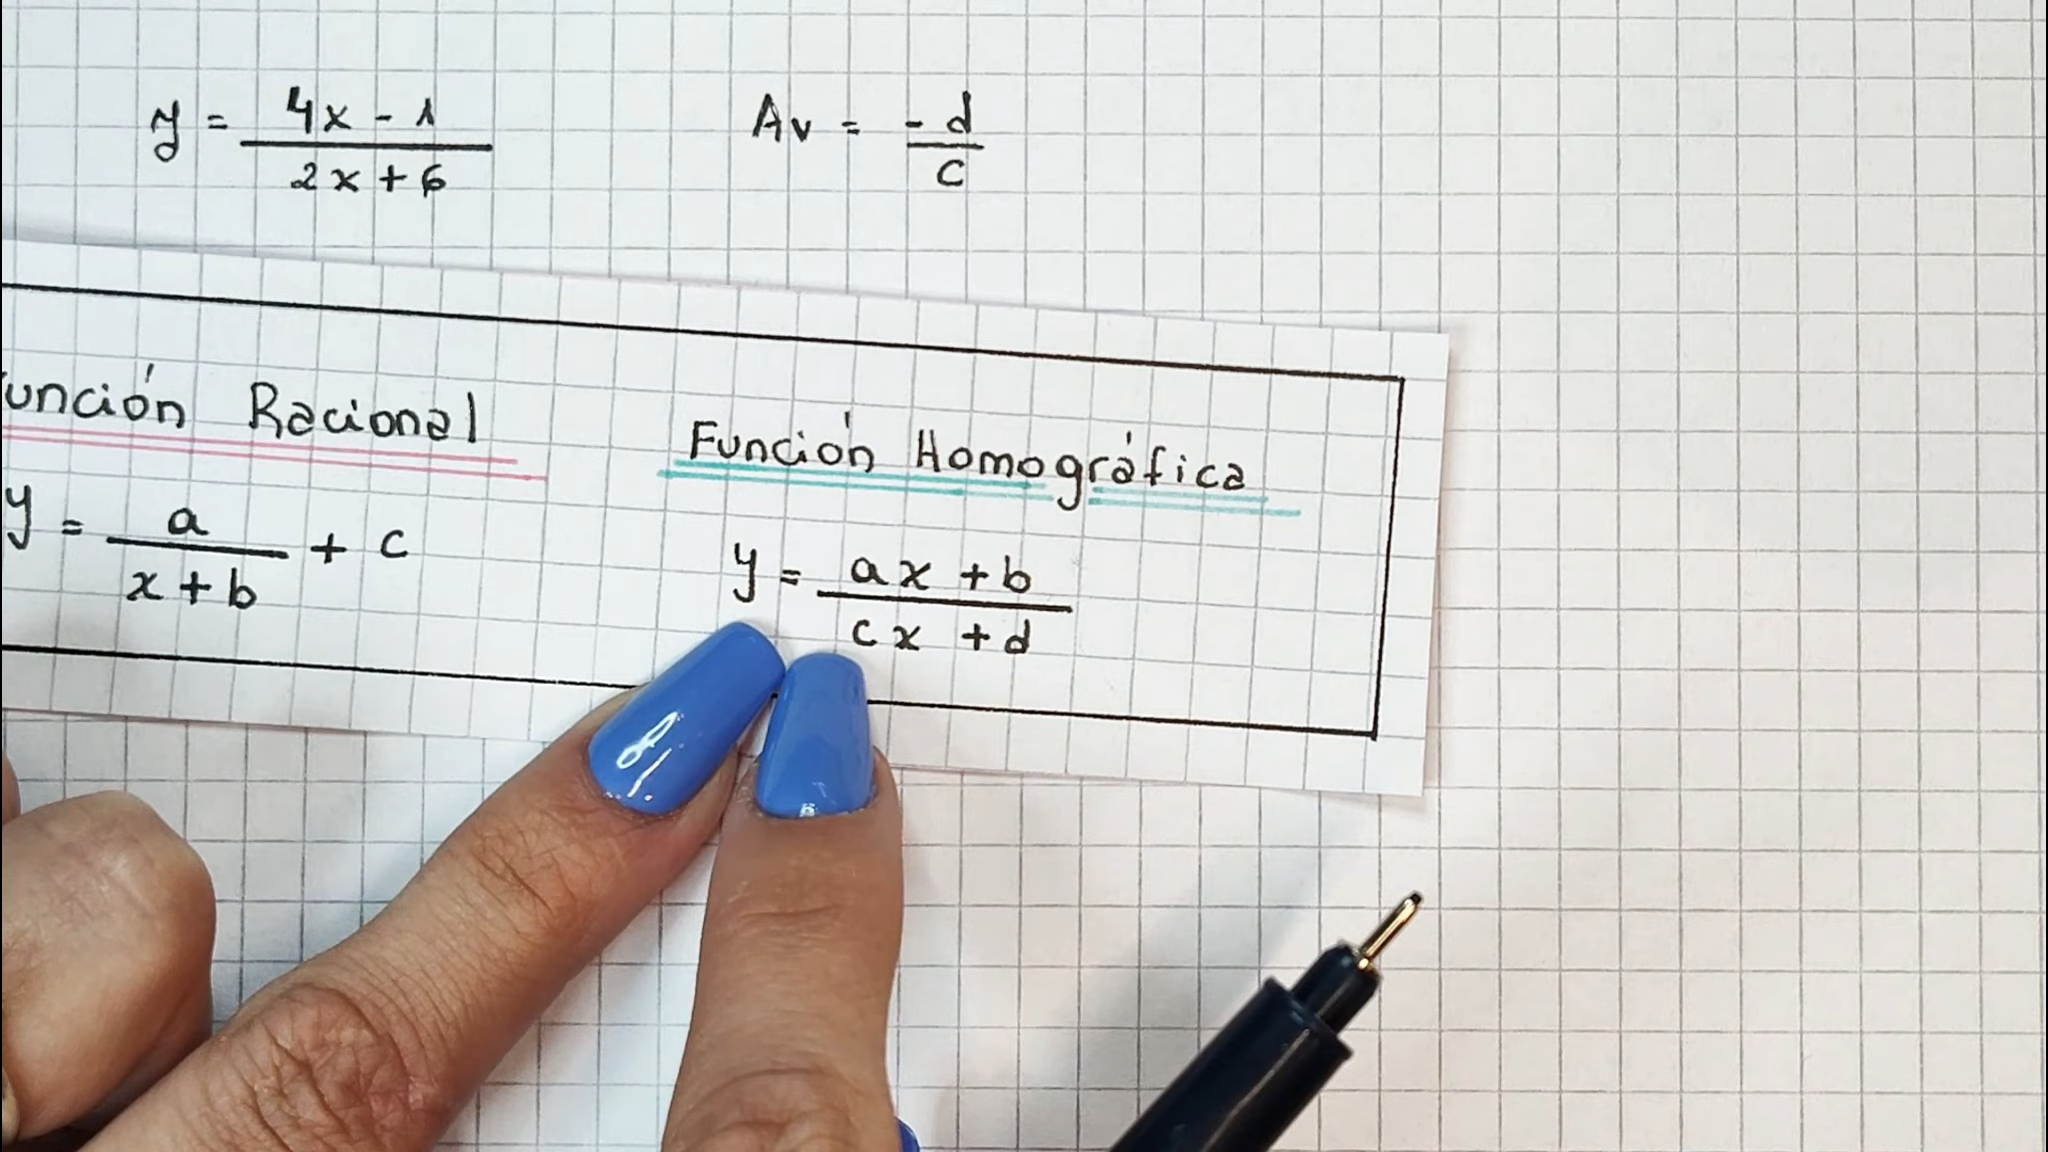 y = (4x - 1)/(2x + 6)
Av = -d/c
unción Racional
y = a/(x + b) + c
Función Homográfica
y = (ax + b)/(cx + d)